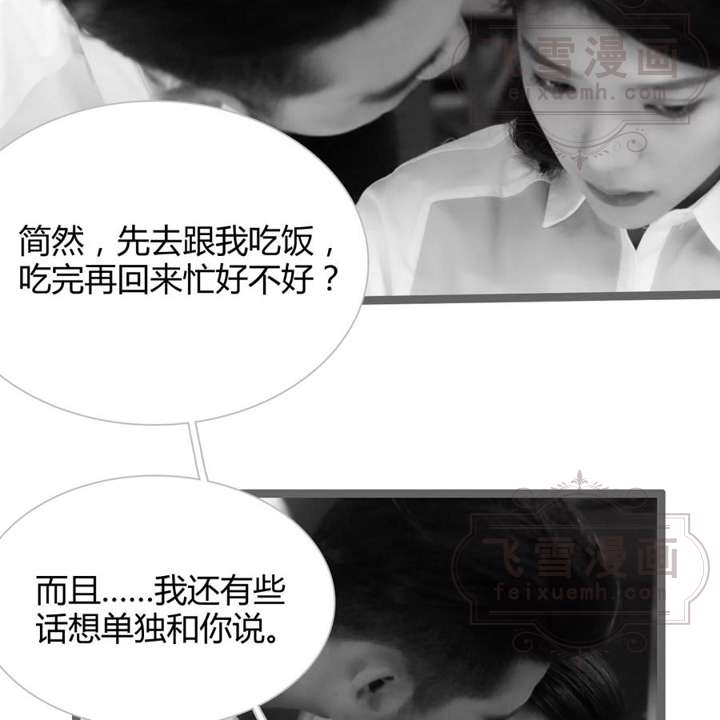 飞雪漫画
feixuemh.com
简然，先去跟我吃饭，
吃完再回来忙好不好？
飞雪漫画
feixuemh.com
而且……我还有些
话想单独和你说。